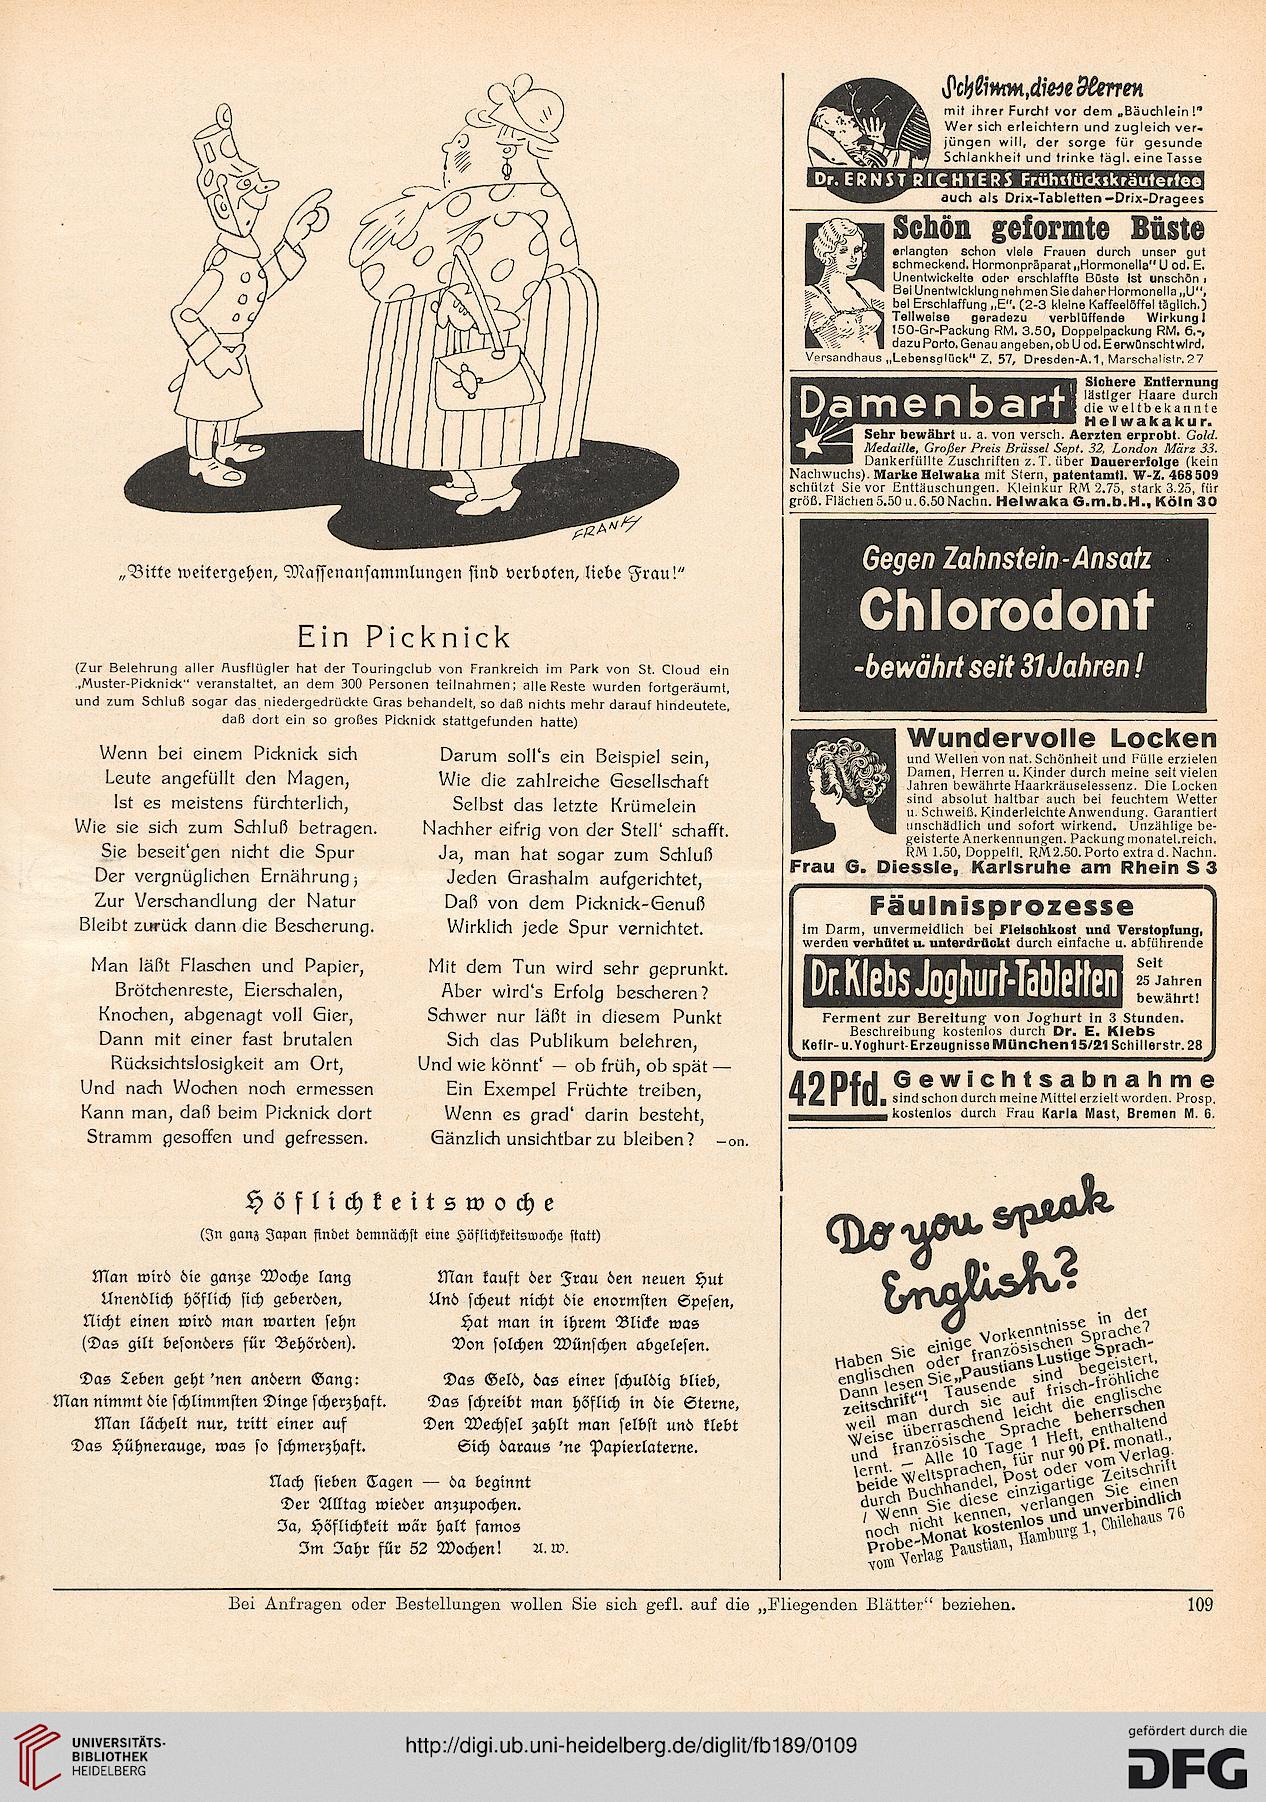 FRANKY
„Bitte weitergehen, Massenansammlungen sind verboten, liebe Frau!"
Ein Picknick
(Zur Belehrung aller Ausflügler hat der Touringclub von Frankreich im Park von St. Cloud ein
„Muster-Picknick" veranstaltet, an dem 300 Personen teilnahmen; alle Reste wurden fortgeräumt,
und zum Schluß sogar das niedergedrückte Gras behandelt, so daß nichts mehr darauf hindeutete,
daß dort ein so großes Picknick stattgefunden hatte)
Wenn bei einem Picknick sich
Leute angefüllt den Magen,
Ist es meistens fürchterlich,
Wie sie sich zum Schluß betragen.
Sie beseit'gen nicht die Spur
Der vergnüglichen Ernährung;
Zur Verschandlung der Natur
Bleibt zurück dann die Bescherung.
Man läßt Flaschen und Papier,
Brötchenreste, Eierschalen,
Knochen, abgenagt voll Gier,
Dann mit einer fast brutalen
Rücksichtslosigkeit am Ort,
Und nach Wochen noch ermessen
Kann man, daß beim Picknick dort
Stramm gesoffen und gefressen.
Darum soll's ein Beispiel sein,
Wie die zahlreiche Gesellschaft
Selbst das letzte Krümelein
Nachher eifrig von der Stell' schafft.
Ja, man hat sogar zum Schluß
Jeden Grashalm aufgerichtet,
Daß von dem Picknick-Genuß
Wirklich jede Spur vernichtet.
Mit dem Tun wird sehr geprunkt.
Aber wird's Erfolg bescheren?
Schwer nur läßt in diesem Punkt
Sich das Publikum belehren,
Und wie könnt' — ob früh, ob spät —
Ein Exempel Früchte treiben,
Wenn es grad' darin besteht,
Gänzlich unsichtbar zu bleiben? —on.
Höflichkeitswoche
(In ganz Japan findet demnächst eine Höflichkeitswoche statt)
Man wird die ganze Woche lang
Unendlich höflich sich geberden,
Nicht einen wird man warten sehn
(Das gilt besonders für Behörden).
Das Leben geht 'nen andern Gang:
Man nimmt die schlimmsten Dinge scherzhaft.
Man lächelt nur, tritt einer auf
Das Hühnerauge, was so schmerzhaft.
Man kauft der Frau den neuen Hut
Und scheut nicht die enormsten Spesen,
Hat man in ihrem Blicke was
Von solchen Wünschen abgelesen.
Das Geld, das einer schuldig blieb,
Das schreibt man höflich in die Sterne,
Den Wechsel zahlt man selbst und klebt
Sich daraus 'ne Papierlaterne.
Nach sieben Tagen — da beginnt
Der Alltag wieder anzupochen.
Ja, Höflichkeit wär halt famos
Im Jahr für 52 Wochen! A. W.
Schlimm, diese Herren
mit ihrer Furcht vor dem „Bäuchlein!"
Wer sich erleichtern und zugleich ver-
jüngen will, der sorge für gesunde
Schlankheit und trinke tägl. eine Tasse
Dr. ERNST RICHTERS Frühstückskräutertee
auch als Drix-Tabletten—Drix-Dragees
Schön geformte Büste
erlangten schon viele Frauen durch unser gut
schmeckend. Hormonpräparat „Hormonella" U od. E.
Unentwickelte oder erschlaffte Büste ist unschön,
Bei Unentwicklung nehmen Sie daher Hormonella „U",
bei Erschlaffung „E". (2-3 kleine Kaffeelöffel täglich.)
Teilweise geradezu verblüffende Wirkung!
150-Gr-Packung RM. 3.50, Doppelpackung RM. 6.-,
dazu Porto. Genau angeben, ob U od. E erwünscht wird.
Versandhaus „Lebensglück" Z. 57, Dresden-A. 1, Marschallstr. 27
Damenbart
Sichere Entfernung
lästiger Haare durch
die weltbekannte
Helwakakur.
Sehr bewährt u. a. von versch. Aerzten erprobt. Gold.
Medaille, Großer Preis Brüssel Sept. 32, London März 33.
Dankerfüllte Zuschriften z. T. über Dauererfolge (kein
Nachwuchs). Marke Helwaka mit Stern, patentamtl. W-Z. 468509
schützt Sie vor Enttäuschungen. Kleinkur RM 2.75, stark 3.25, für
größ. Flächen 5.50 u. 6.50 Nachn. Helwaka G.m.b.H., Köln 30
Gegen Zahnstein-Ansatz
Chlorodont
-bewährt seit 31 Jahren!
Wundervolle Locken
und Wellen von nat. Schönheit und Fülle erzielen
Damen, Herren u. Kinder durch meine seit vielen
Jahren bewährte Haarkräuselessenz. Die Locken
sind absolut haltbar auch bei feuchtem Wetter
u. Schweiß. Kinderleichte Anwendung. Garantiert
unschädlich und sofort wirkend. Unzählige be-
geisterte Anerkennungen. Packung monatel. reich.
RM 1.50, Doppelfl. RM 2.50. Porto extra d. Nachn.
Frau G. Diessle, Karlsruhe am Rhein S 3
Fäulnisprozesse
im Darm, unvermeidlich bei Fleischkost und Verstopfung,
werden verhütet u. unterdrückt durch einfache u. abführende
Dr. Klebs Joghurt-Tabletten
Seit
25 Jahren
bewährt!
Ferment zur Bereitung von Joghurt in 3 Stunden.
Beschreibung kostenlos durch Dr. E. Klebs
Kefir- u. Yoghurt-Erzeugnisse München 15/21 Schillerstr. 28
42 Pfd. Gewichtsabnahme
sind schon durch meine Mittel erzielt worden. Prosp.
kostenlos durch Frau Karla Mast, Bremen M. 6.
Do you speak
English?
Haben Sie einige Vorkenntnisse in der
englischen oder französischen Sprache?
Dann lesen Sie „Paustians Lustige Sprach-
zeitschrift"! Tausende sind begeistert,
weil man durch sie auf frisch-fröhliche
Weise überraschend leicht die englische
und französische Sprache beherrschen
lernt. — Alle 10 Tage 1 Heft, enthaltend
beide Weltsprachen, für nur 90 Pf. monatl.,
durch Buchhandel, Post oder vom Verlag.
/ Wenn Sie diese einzigartige Zeitschrift
noch nicht kennen, verlangen Sie einen
Probe-Monat kostenlos und unverbindlich
vom Verlag Paustian, Hamburg 1, Chilehaus 76
Bei Anfragen oder Bestellungen wollen Sie sich gefl. auf die „Fliegenden Blätter" beziehen. 109
UNIVERSITÄTS-
BIBLIOTHEK
HEIDELBERG
http://digi.ub.uni-heidelberg.de/diglit/fb189/0109
gefördert durch die
DFG